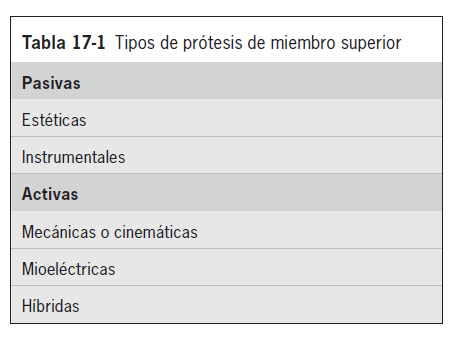 Tabla 17-1 Tipos de prótesis de miembro superior
Pasivas
Estéticas
Instrumentales
Activas
Mecánicas o cinemáticas
Mioeléctricas
Híbridas